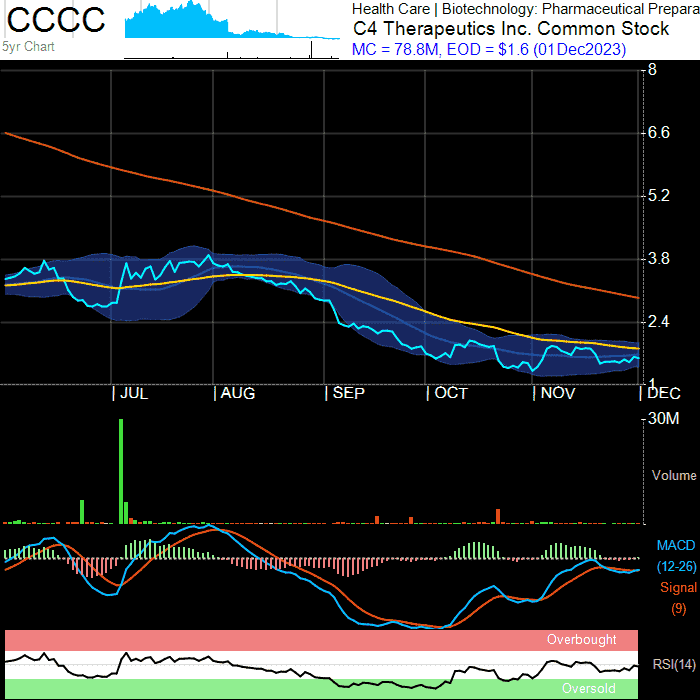 CCCC
5yr Chart
Health Care | Biotechnology: Pharmaceutical Prepara
C4 Therapeutics Inc. Common Stock
MC = 78.8M, EOD = $1.6 (01Dec2023)
8
6.6
5.2
3.8
2.4
1
| JUL | AUG | SEP | OCT | NOV | DEC
30M
Volume
MACD
(12-26)
Signal
(9)
Overbought
RSI(14)
Oversold